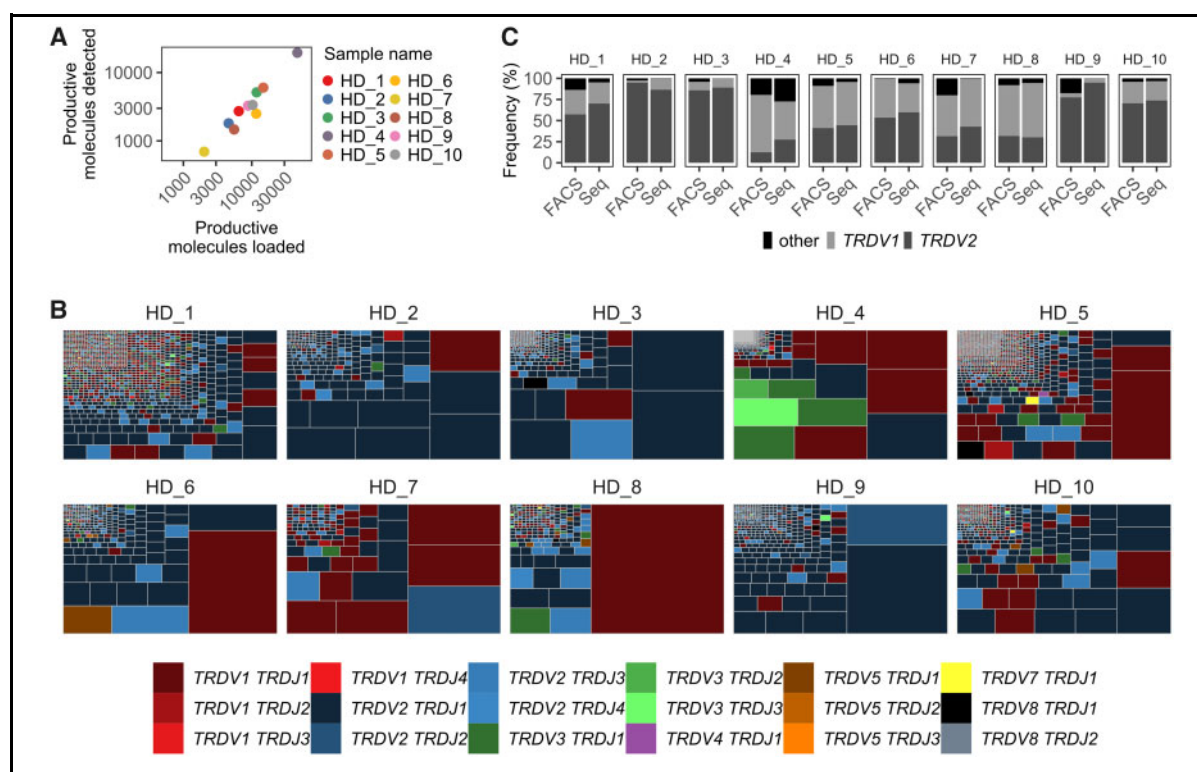 A
Productive
molecules detected
10000
3000
1000
1000
3000
10000
30000
Productive
molecules loaded
Sample name
HD_1 HD_6
HD_2 HD_7
HD_3 HD_8
HD_4 HD_9
HD_5 HD_10
C
HD_1 HD_2 HD_3 HD_4 HD_5 HD_6 HD_7 HD_8 HD_9 HD_10
Frequency (%)
100
75
50
25
0
FACS Seq FACS Seq FACS Seq FACS Seq FACS Seq FACS Seq FACS Seq FACS Seq FACS Seq FACS Seq
other TRDV1 TRDV2
B
HD_1 HD_2 HD_3 HD_4 HD_5
HD_6 HD_7 HD_8 HD_9 HD_10
TRDV1 TRDJ1 TRDV1 TRDJ4 TRDV2 TRDJ3 TRDV3 TRDJ2 TRDV5 TRDJ1 TRDV7 TRDJ1
TRDV1 TRDJ2 TRDV2 TRDJ1 TRDV2 TRDJ4 TRDV3 TRDJ3 TRDV5 TRDJ2 TRDV8 TRDJ1
TRDV1 TRDJ3 TRDV2 TRDJ2 TRDV3 TRDJ1 TRDV4 TRDJ1 TRDV5 TRDJ3 TRDV8 TRDJ2